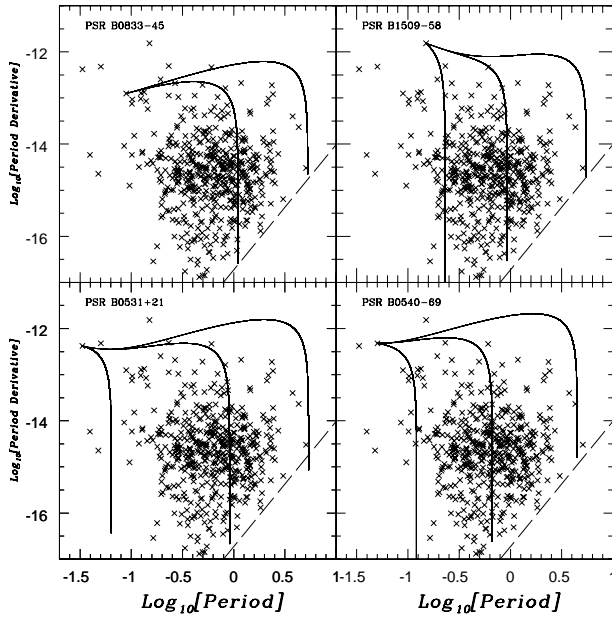 PSR B0833−45
PSR B1509−58
-12
-14
-16
Log10[Period Derivative]
PSR B0531+21
PSR B0540−69
-12
-14
-16
Log10[Period Derivative]
-1.5 -1 -0.5 0 0.5 1-1.5 -1 -0.5 0 0.5 1
Log10[Period]
Log10[Period]